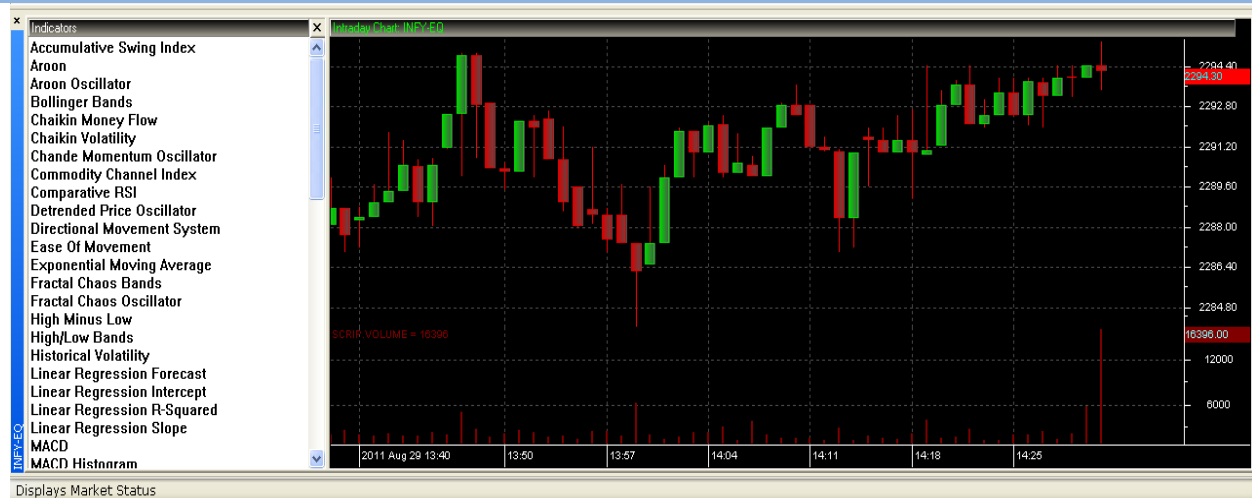 Indicators
Accumulative Swing Index
Aroon
Aroon Oscillator
Bollinger Bands
Chaikin Money Flow
Chaikin Volatility
Chande Momentum Oscillator
Commodity Channel Index
Comparative RSI
Detrended Price Oscillator
Directional Movement System
Ease Of Movement
Exponential Moving Average
Fractal Chaos Bands
Fractal Chaos Oscillator
High Minus Low
High/Low Bands
Historical Volatility
Linear Regression Forecast
Linear Regression Intercept
Linear Regression R-Squared
Linear Regression Slope
MACD
MACD Histogram
INFY-EQ
Intraday Chart: INFY-EQ
2294.40
2294.30
2292.80
2291.20
2289.60
2288.00
2286.40
2284.80
SCRIP VOLUME = 16396
16396.00
12000
6000
2011 Aug 29 13:40 13:50 13:57 14:04 14:11 14:18 14:25
Displays Market Status